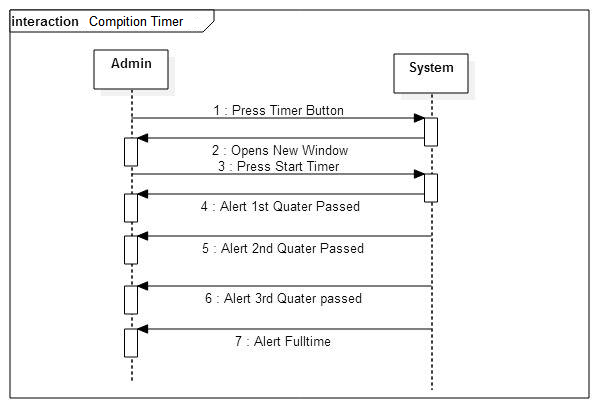 interaction Compition Timer
Admin
System
1 : Press Timer Button
2 : Opens New Window
3 : Press Start Timer
4 : Alert 1st Quater Passed
5 : Alert 2nd Quater Passed
6 : Alert 3rd Quater passed
7 : Alert Fulltime